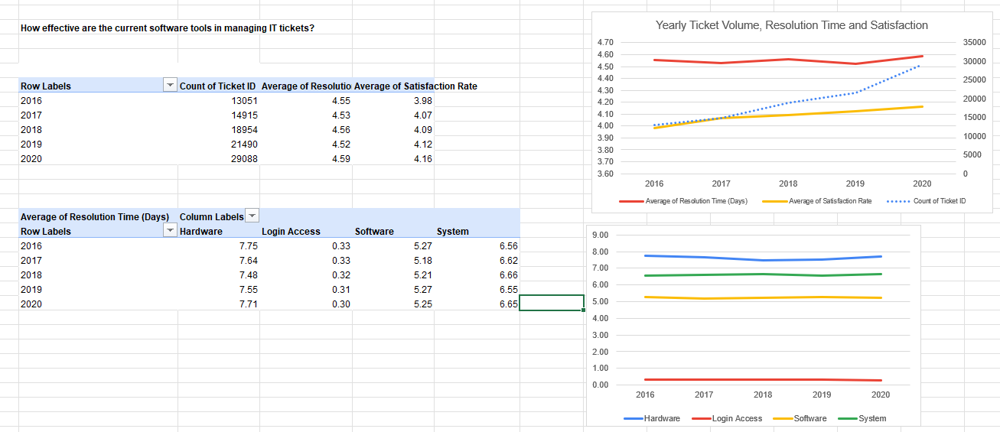 How effective are the current software tools in managing IT tickets?
Row Labels Count of Ticket ID Average of Resolutio Average of Satisfaction Rate
2016 13051 4.55 3.98
2017 14915 4.53 4.07
2018 18954 4.56 4.09
2019 21490 4.52 4.12
2020 29088 4.59 4.16
Average of Resolution Time (Days) Column Labels
Row Labels Hardware Login Access Software System
2016 7.75 0.33 5.27 6.56
2017 7.64 0.33 5.18 6.62
2018 7.48 0.32 5.21 6.66
2019 7.55 0.31 5.27 6.55
2020 7.71 0.30 5.25 6.65
Yearly Ticket Volume, Resolution Time and Satisfaction
4.70 35000
4.60 30000
4.50 25000
4.40 20000
4.30 15000
4.20 10000
4.10 5000
4.00 0
3.90
3.80
3.70
3.60
2016 2017 2018 2019 2020
Average of Resolution Time (Days) Average of Satisfaction Rate Count of Ticket ID
9.00
8.00
7.00
6.00
5.00
4.00
3.00
2.00
1.00
0.00
2016 2017 2018 2019 2020
Hardware Login Access Software System